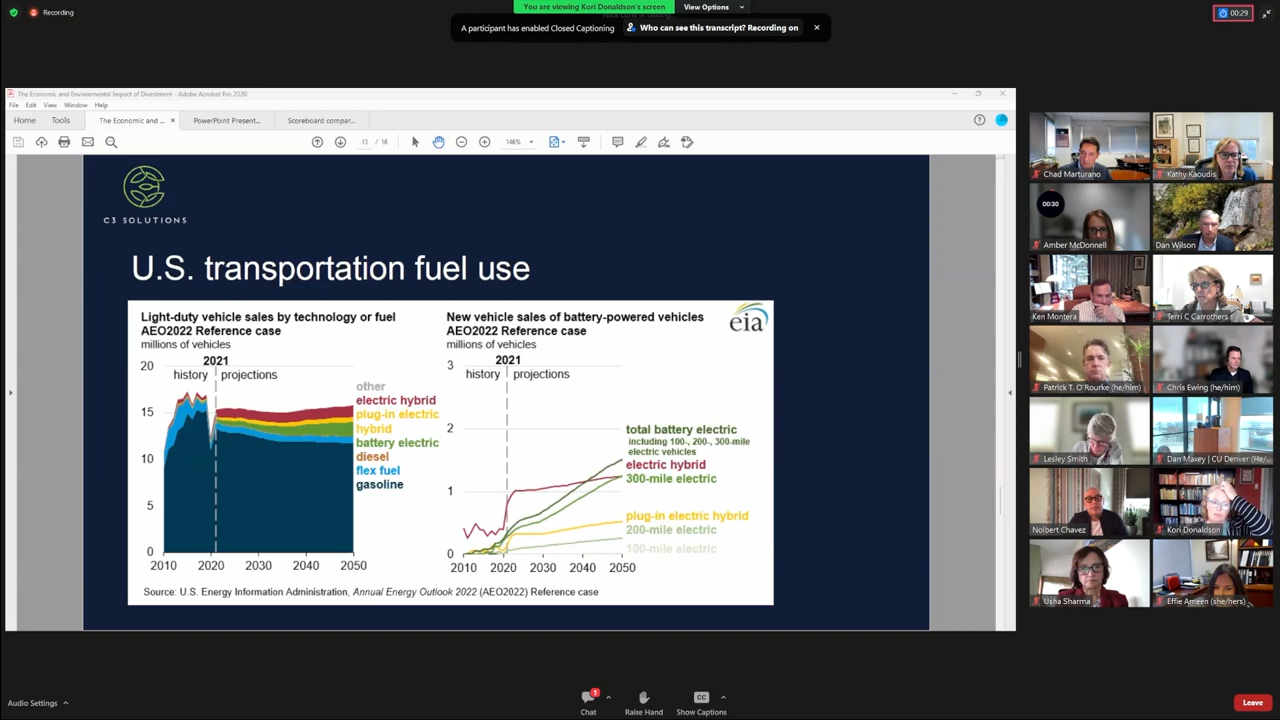 You are viewing Kori Donaldson's screen
View Options
Recording
00:29
A participant has enabled Closed Captioning
Who can see this transcript? Recording on
The Economic and Environmental Impact of Divestment - Adobe Acrobat Pro 2020
File Edit View Window Help
Home Tools The Economic and ... PowerPoint Present... Scoreboard compar...
13 / 16
146%
C3 SOLUTIONS
U.S. transportation fuel use
Light-duty vehicle sales by technology or fuel
AEO2022 Reference case
millions of vehicles
2021
history projections
20
15
10
5
0
2010 2020 2030 2040 2050
other
electric hybrid
plug-in electric
hybrid
battery electric
diesel
flex fuel
gasoline
New vehicle sales of battery-powered vehicles
AEO2022 Reference case
millions of vehicles
eia
2021
history projections
3
2
1
0
2010 2020 2030 2040 2050
total battery electric
including 100-, 200-, 300-mile
electric vehicles
electric hybrid
300-mile electric
plug-in electric hybrid
200-mile electric
100-mile electric
Source: U.S. Energy Information Administration, Annual Energy Outlook 2022 (AEO2022) Reference case
Chad Marturano
Kathy Kaoudis
00:30
Amber McDonnell
Dan Wilson
Ken Montera
Terri C Carrothers
Patrick T. O'Rourke (he/him)
Chris Ewing (he/him)
Lesley Smith
Dan Maxey | CU Denver (He/...
Nolbert Chavez
Kori Donaldson
Usha Sharma
Effie Ameen (she/hers)
Audio Settings
1
Chat
Raise Hand
CC
Show Captions
Leave